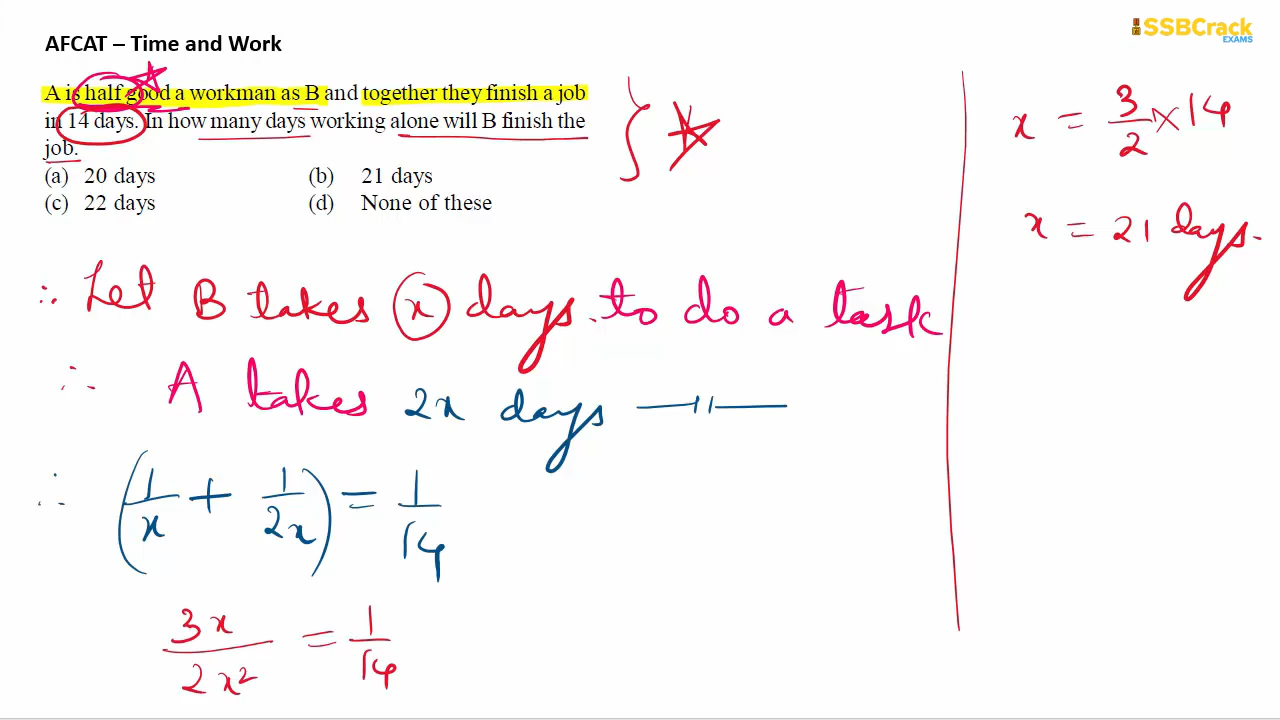 SSBCrack
EXAMS
AFCAT – Time and Work
A is half good a workman as B and together they finish a job
in 14 days. In how many days working alone will B finish the
job.
(a) 20 days (b) 21 days
(c) 22 days (d) None of these
∴ Let B takes x days. to do a task
∴ A takes 2x days —||—
∴ (1/x + 1/2x) = 1/14
3x/2x² = 1/14
x = 3/2 × 14
x = 21 days.